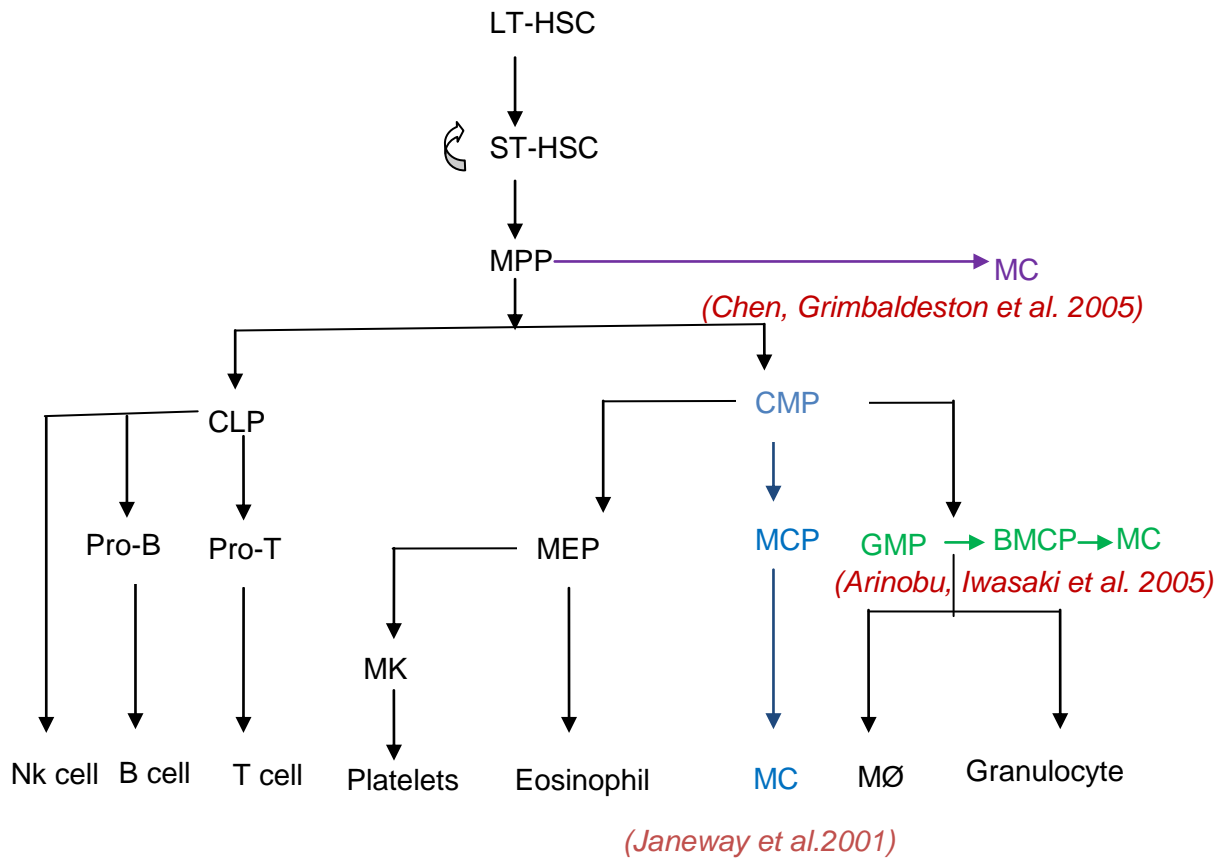 LT-HSC
ST-HSC
MPP
MC
(Chen, Grimbaldeston et al. 2005)
CLP
CMP
Pro-B
Pro-T
MEP
MCP
GMP
BMCP
MC
(Arinobu, Iwasaki et al. 2005)
MK
Nk cell
B cell
T cell
Platelets
Eosinophil
MC
MØ
Granulocyte
(Janeway et al.2001)